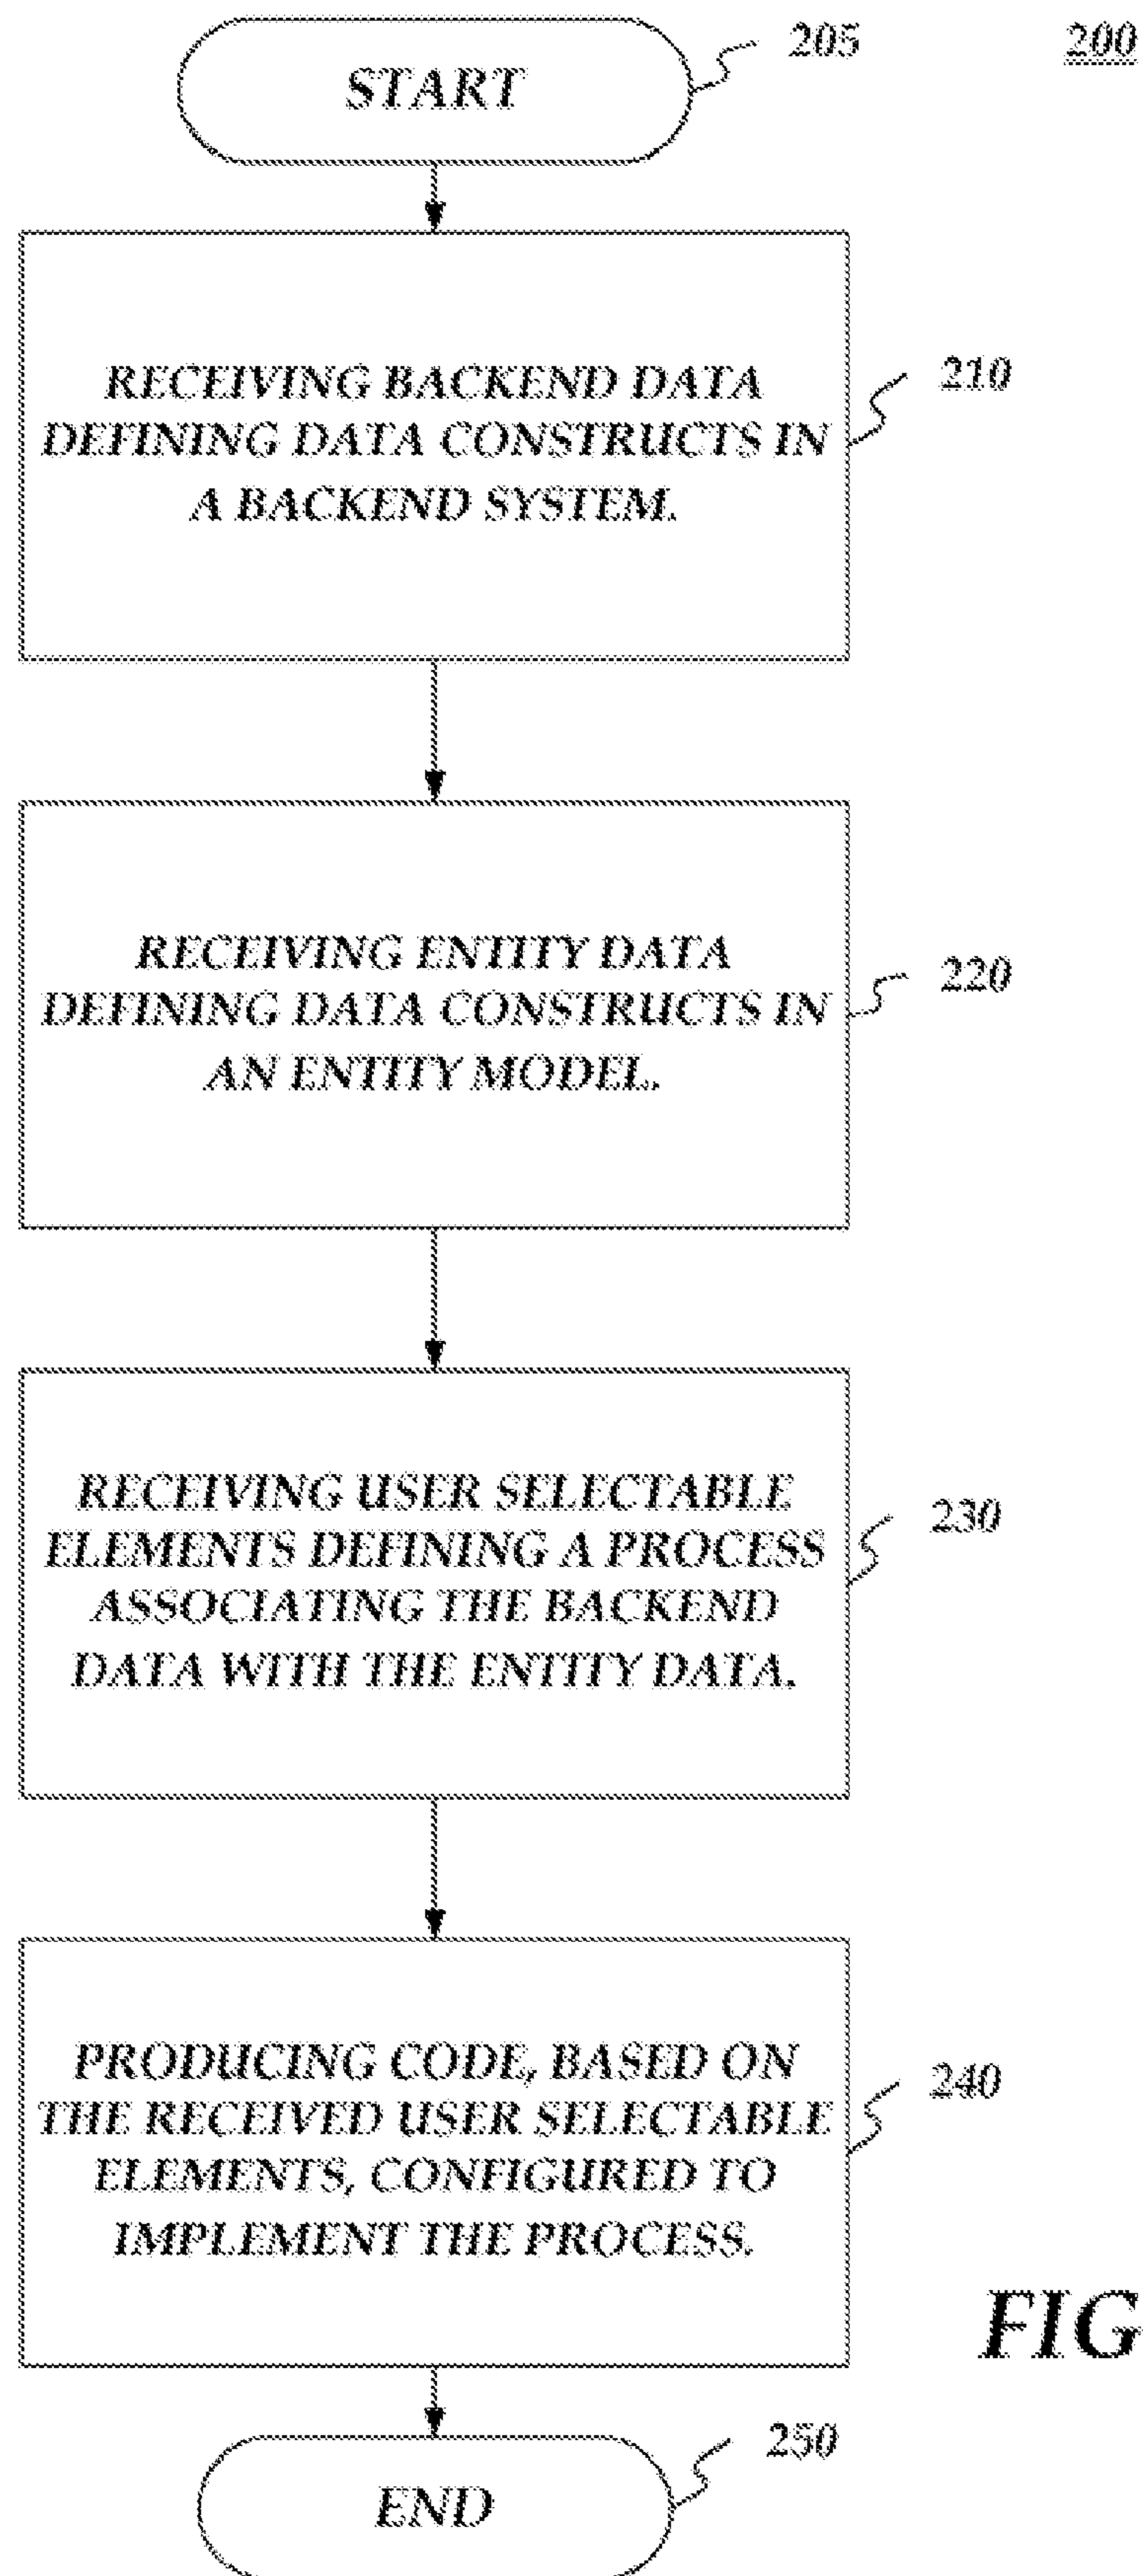 205
200
START
210
RECEIVING BACKEND DATA
DEFINING DATA CONSTRUCTS IN
A BACKEND SYSTEM.
220
RECEIVING ENTITY DATA
DEFINING DATA CONSTRUCTS IN
AN ENTITY MODEL.
230
RECEIVING USER SELECTABLE
ELEMENTS DEFINING A PROCESS
ASSOCIATING THE BACKEND
DATA WITH THE ENTITY DATA.
240
PRODUCING CODE, BASED ON
THE RECEIVED USER SELECTABLE
ELEMENTS, CONFIGURED TO
IMPLEMENT THE PROCESS.
FIG
250
END